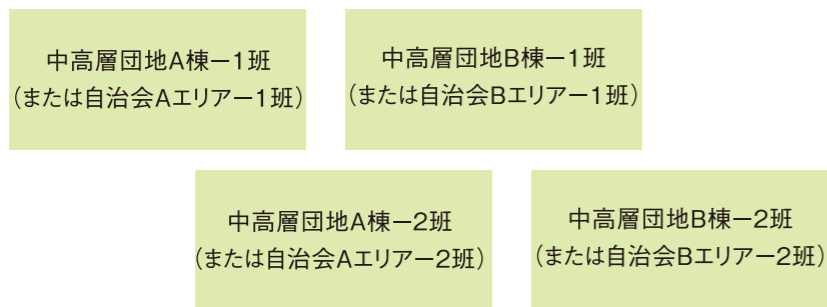 中高層団地A棟ー1班
（または自治会Aエリアー1班）
中高層団地B棟ー1班
（または自治会Bエリアー1班）
中高層団地A棟ー2班
（または自治会Aエリアー2班）
中高層団地B棟ー2班
（または自治会Bエリアー2班）